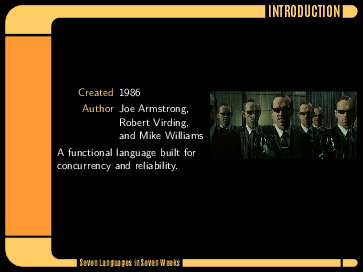 INTRODUCTION
Created 1986
Author Joe Armstrong,
Robert Virding,
and Mike Williams
A functional language built for
concurrency and reliability.
Seven Languages in Seven Weeks